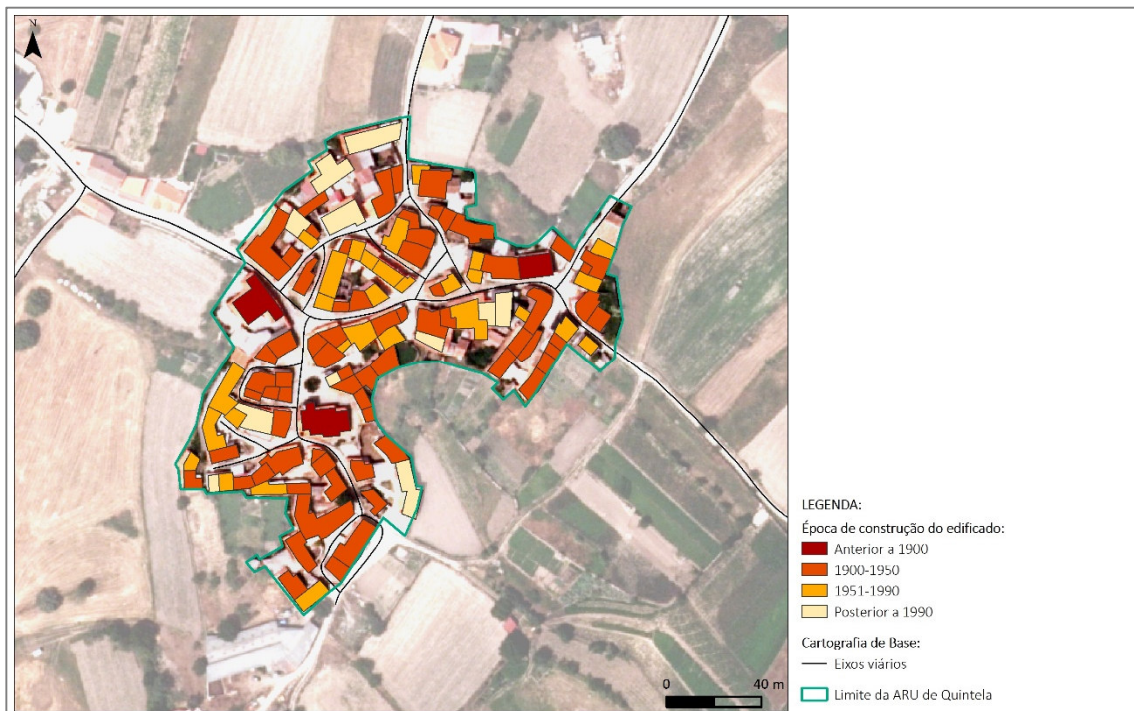 N
LEGENDA:
Época de construção do edificado:
Anterior a 1900
1900-1950
1951-1990
Posterior a 1990
Cartografia de Base:
Eixos viários
Limite da ARU de Quintela
0 40 m